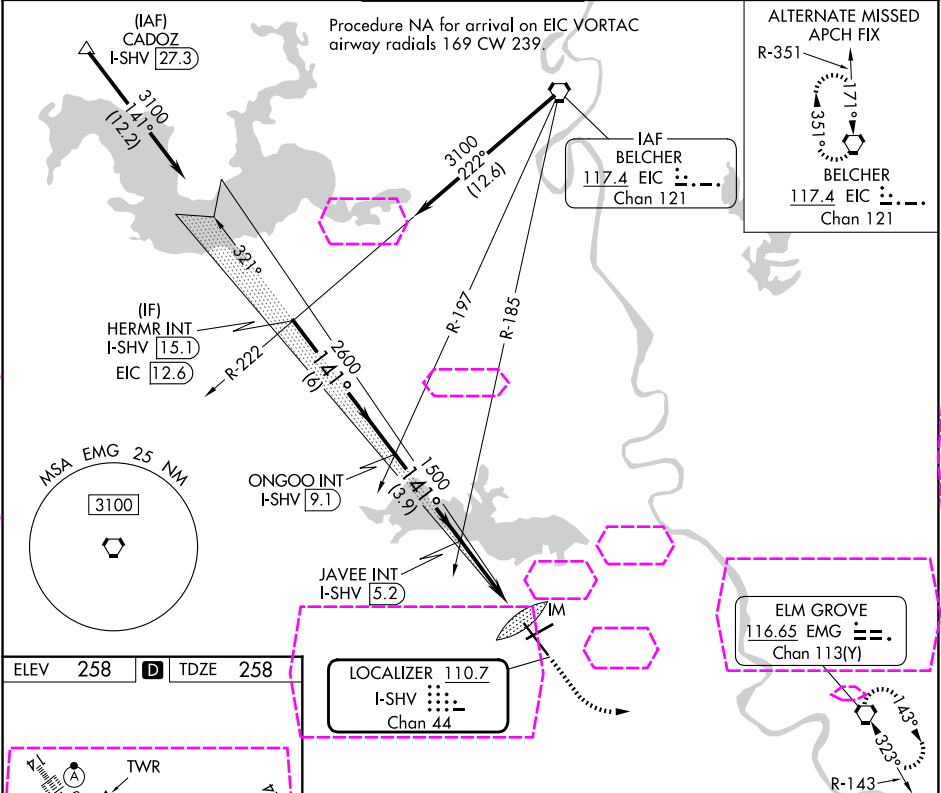 Procedure NA for arrival on EIC VORTAC
airway radials 169 CW 239.
(IAF)
CADOZ
I-SHV 27.3
3100
141°
(12.2)
ALTERNATE MISSED
APCH FIX
R-351
171°
351°
BELCHER
117.4 EIC
Chan 121
IAF
BELCHER
117.4 EIC
Chan 121
3100
222°
(12.6)
321°
R-197
R-185
(IF)
HERMR INT
I-SHV 15.1
EIC 12.6
R-222
2600
141°
(6)
MSA EMG 25 NM
3100
ONGOO INT
I-SHV 9.1
1500
141°
(3.9)
JAVEE INT
I-SHV 5.2
IM
LOCALIZER 110.7
I-SHV
Chan 44
ELM GROVE
116.65 EMG
Chan 113(Y)
143°
323°
R-143
ELEV 258 D TDZE 258
A
TWR